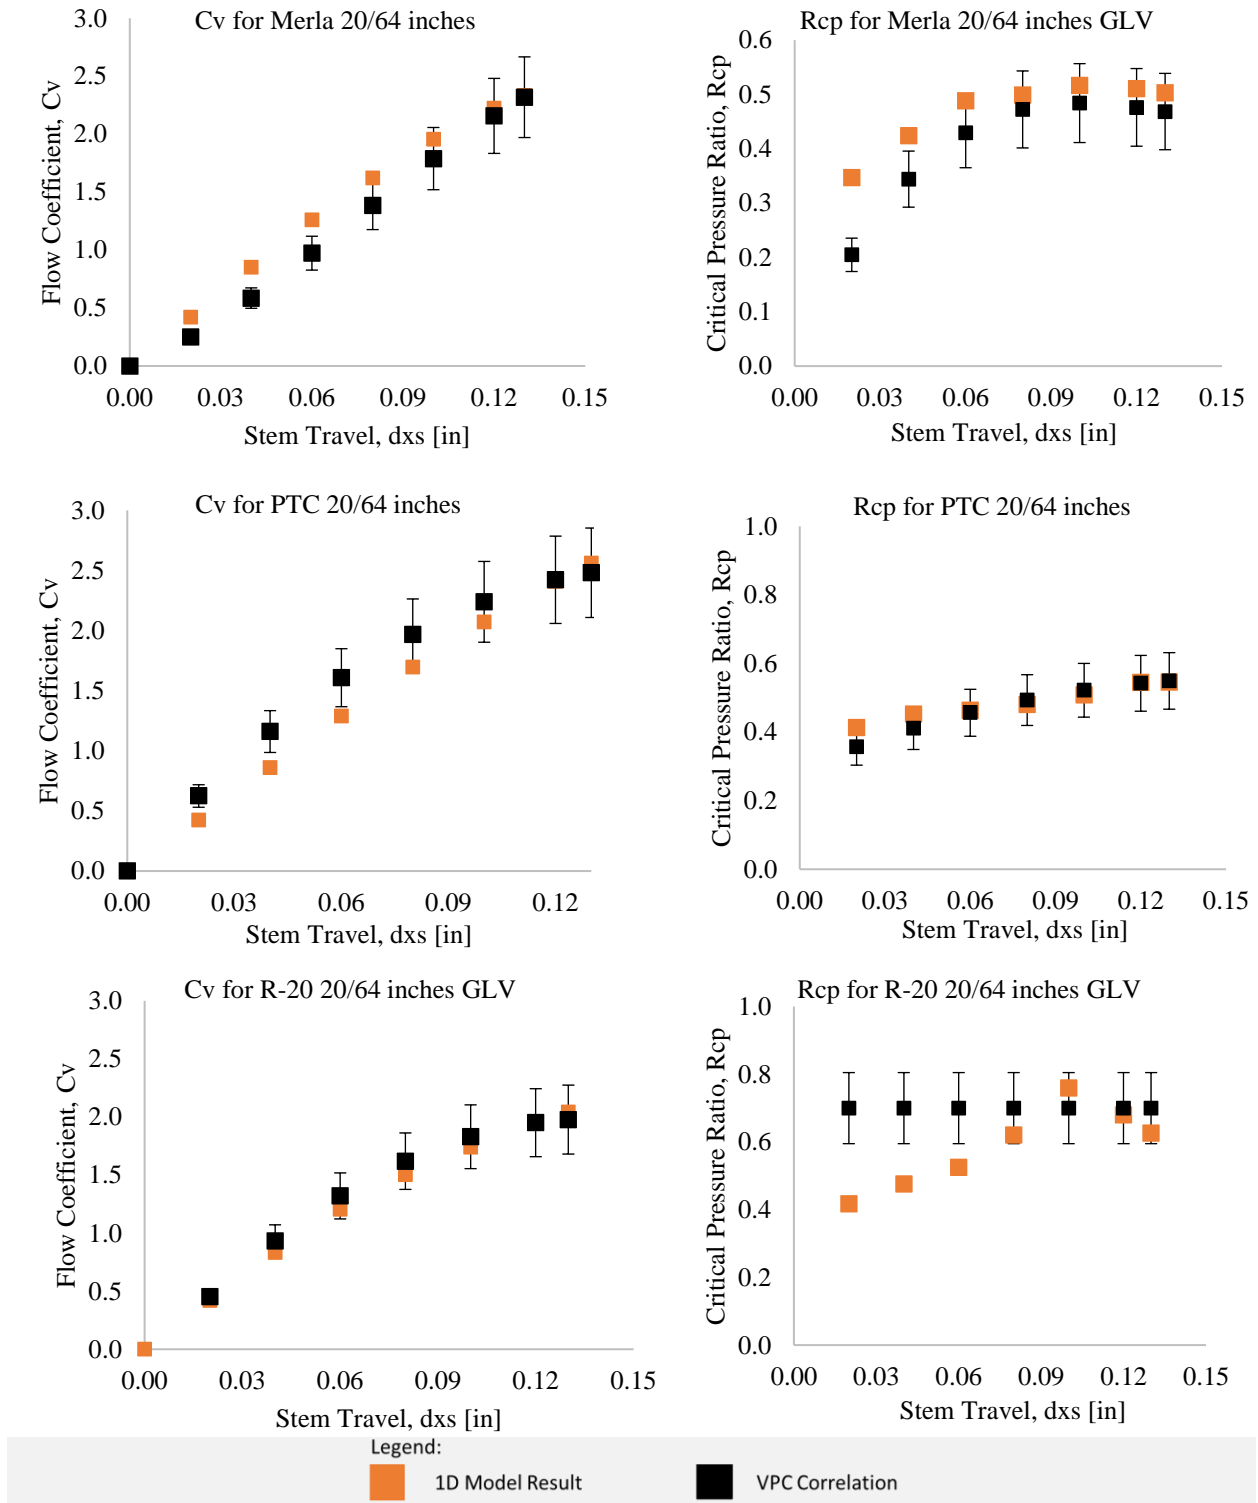 Cv for Merla 20/64 inches
Flow Coefficient, Cv
3.0
2.5
2.0
1.5
1.0
0.5
0.0
0.00 0.03 0.06 0.09 0.12 0.15
Stem Travel, dxs [in]
Rcp for Merla 20/64 inches GLV
Critical Pressure Ratio, Rcp
0.6
0.5
0.4
0.3
0.2
0.1
0.0
0.00 0.03 0.06 0.09 0.12 0.15
Stem Travel, dxs [in]
Cv for PTC 20/64 inches
Flow Coefficient, Cv
3.0
2.5
2.0
1.5
1.0
0.5
0.0
0.00 0.03 0.06 0.09 0.12
Stem Travel, dxs [in]
Rcp for PTC 20/64 inches
Critical Pressure Ratio, Rcp
1.0
0.8
0.6
0.4
0.2
0.0
0.00 0.03 0.06 0.09 0.12 0.15
Stem Travel, dxs [in]
Cv for R-20 20/64 inches GLV
Flow Coefficient, Cv
3.0
2.5
2.0
1.5
1.0
0.5
0.0
0.00 0.03 0.06 0.09 0.12 0.15
Stem Travel, dxs [in]
Rcp for R-20 20/64 inches GLV
Critical Pressure Ratio, Rcp
1.0
0.8
0.6
0.4
0.2
0.0
0.00 0.03 0.06 0.09 0.12 0.15
Stem Travel, dxs [in]
Legend:
1D Model Result
VPC Correlation